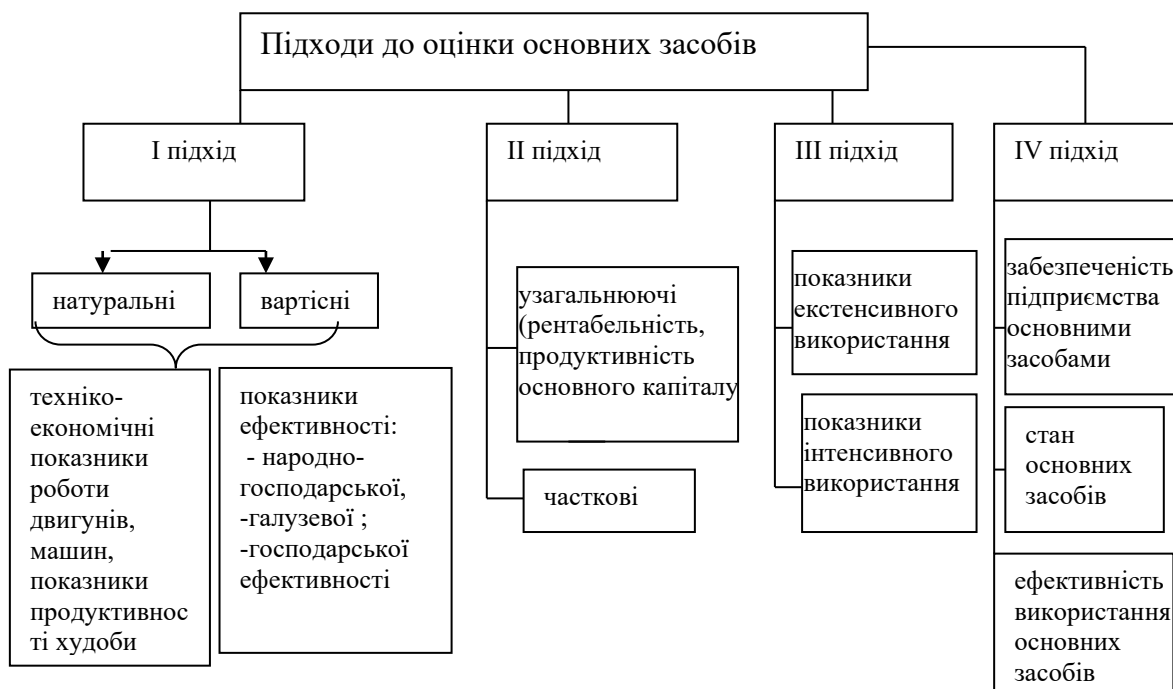 Підходи до оцінки основних засобів
І підхід
ІІ підхід
ІІІ підхід
IV підхід
натуральні
вартісні
техніко-
економічні
показники
роботи
двигунів,
машин,
показники
продуктивнос
ті худоби
показники
ефективності:
- народно-
господарської,
-галузевої ;
-господарської
ефективності
узагальнюючі
(рентабельність,
продуктивність
основного капіталу
часткові
показники
екстенсивного
використання
показники
інтенсивного
використання
забезпеченість
підприємства
основними
засобами
стан
основних
засобів
ефективність
використання
основних
засобів